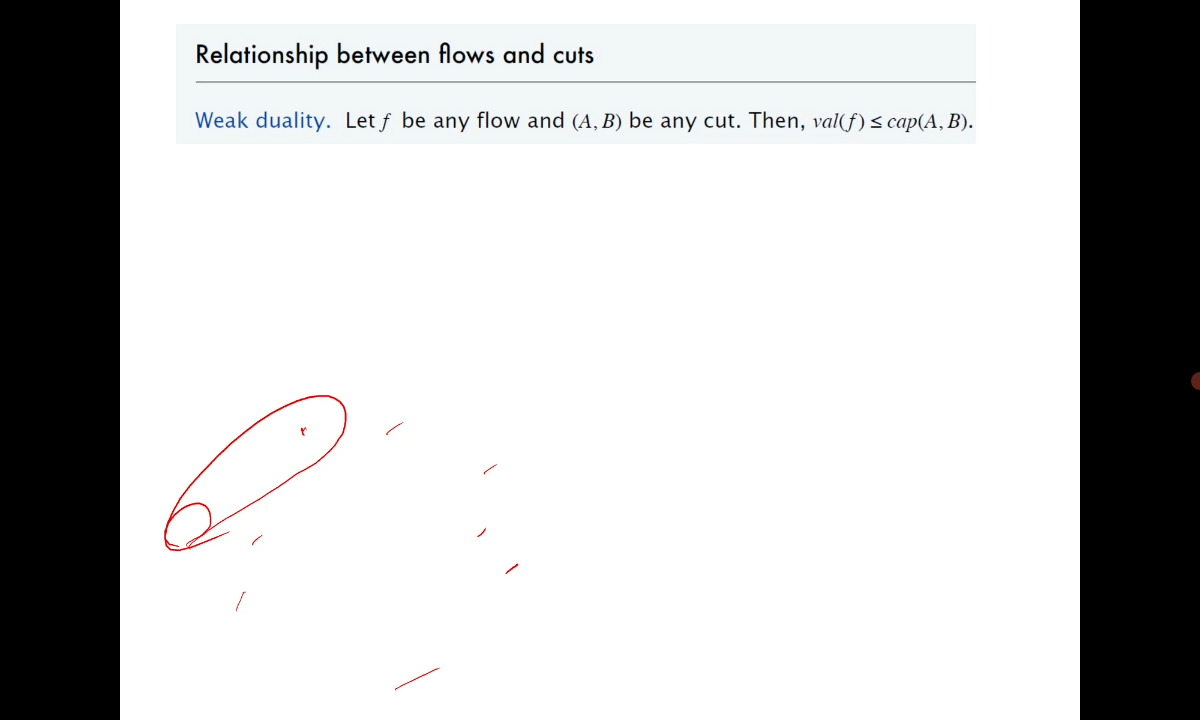 Relationship between flows and cuts
Weak duality. Let f be any flow and (A, B) be any cut. Then, val(f) ≤ cap(A, B).